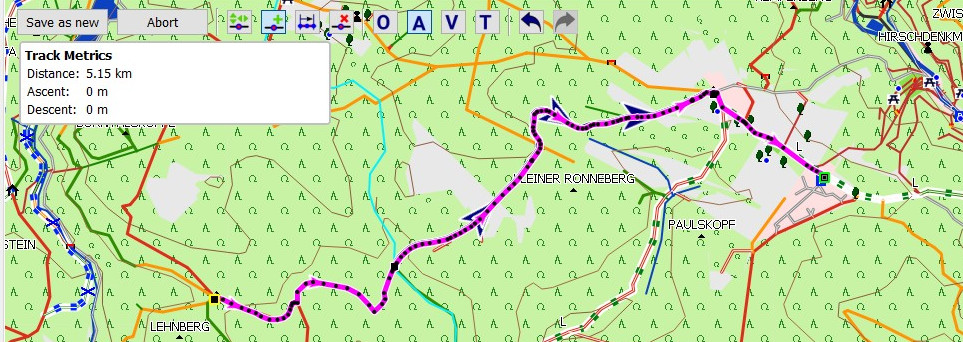 Save as new
Abort
O
A
V
T
Track Metrics
Distance: 5.15 km
Ascent: 0 m
Descent: 0 m
ZWIS
HIRSCHDENKM
LEINER RONNEBERG
PAULSKOPF
STEIN
LEHNBERG
L
L
L